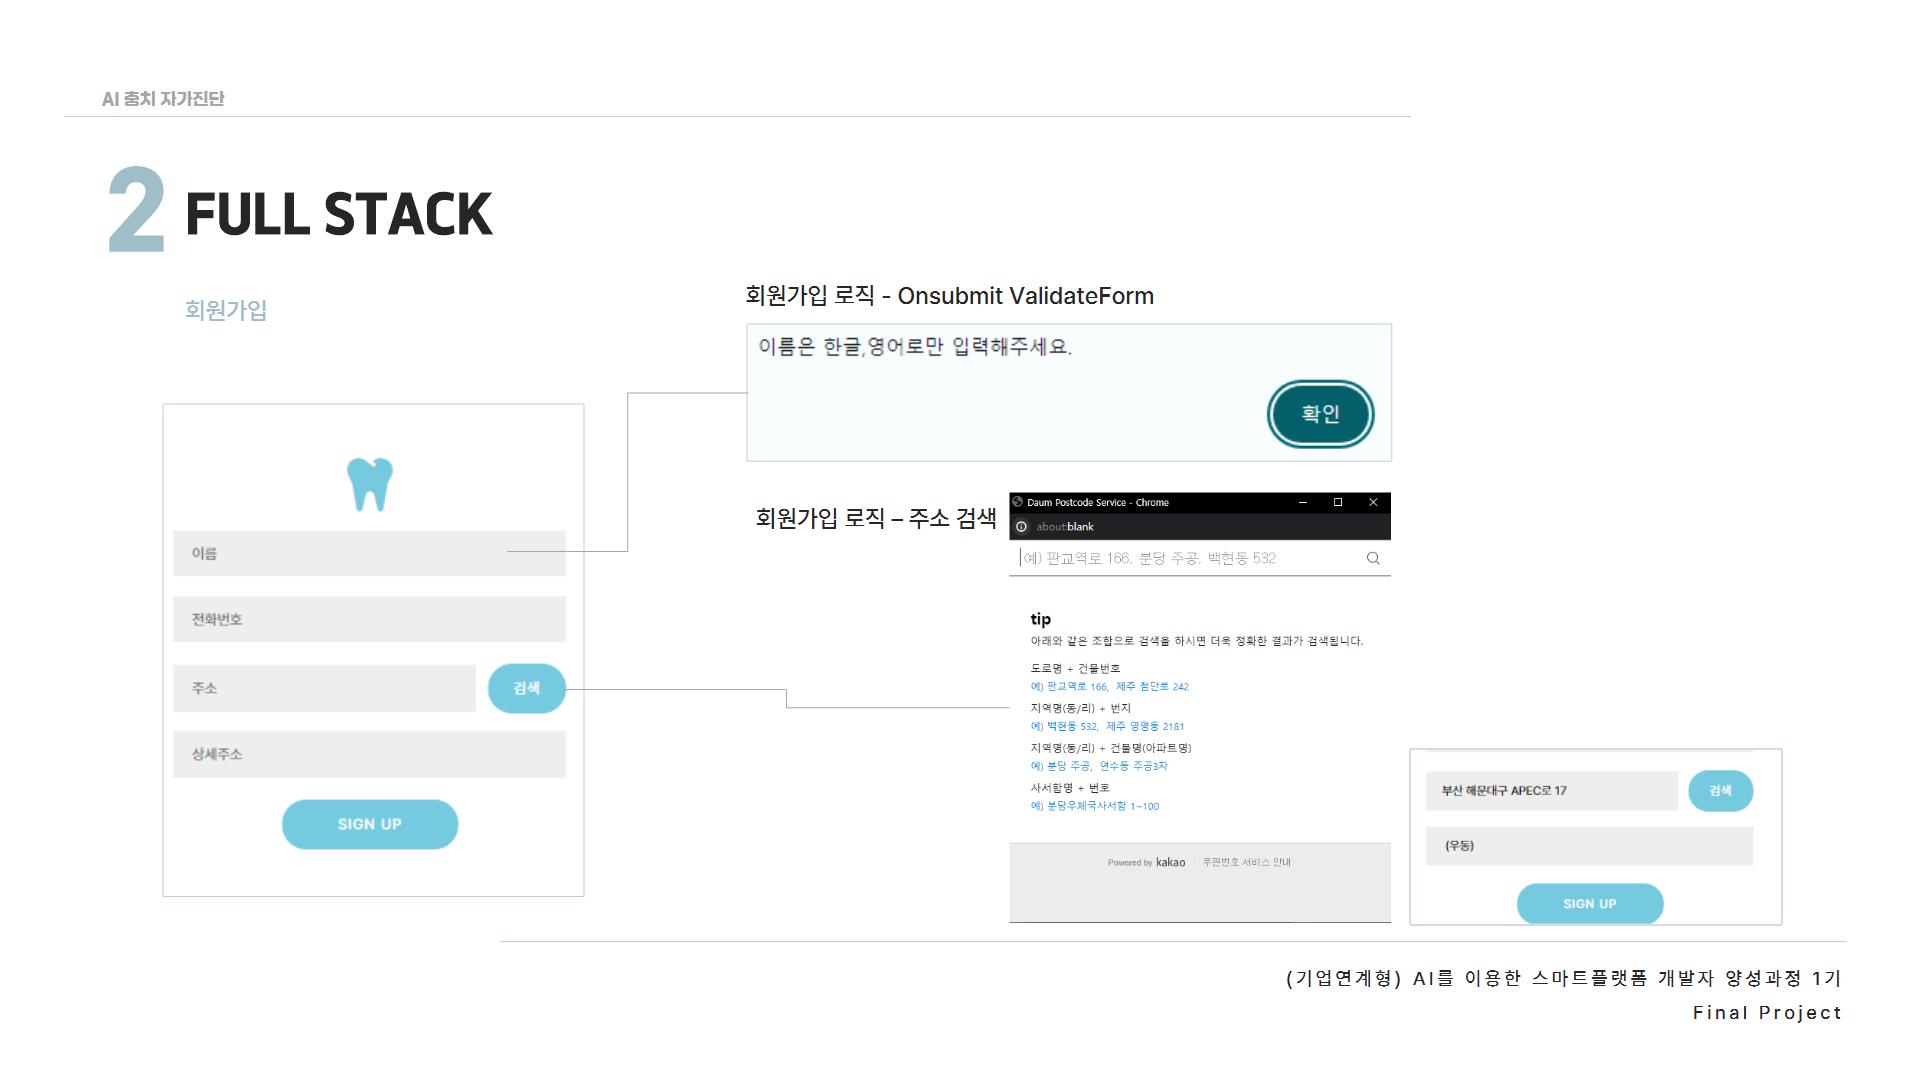 AI 충치 자가진단
2 FULL STACK
회원가입
이름
전화번호
주소
검색
상세주소
SIGN UP
회원가입 로직 - Onsubmit ValidateForm
이름은 한글,영어로만 입력해주세요.
확인
회원가입 로직 – 주소 검색
Daum Postcode Service - Chrome
about:blank
예) 판교역로 166, 분당 주공, 백현동 532
tip
아래와 같은 조합으로 검색을 하시면 더욱 정확한 결과가 검색됩니다.
도로명 + 건물번호
예) 판교역로 166, 제주 첨단로 242
지역명(동/리) + 번지
예) 백현동 532, 제주 영평동 2181
지역명(동/리) + 건물명(아파트명)
예) 분당 주공, 연수동 주공3차
사서함명 + 번호
예) 분당우체국사서함 1~100
Powered by kakao 우편번호 서비스 안내
부산 해운대구 APEC로 17
검색
(우동)
SIGN UP
(기업연계형) AI를 이용한 스마트플랫폼 개발자 양성과정 1기
Final Project